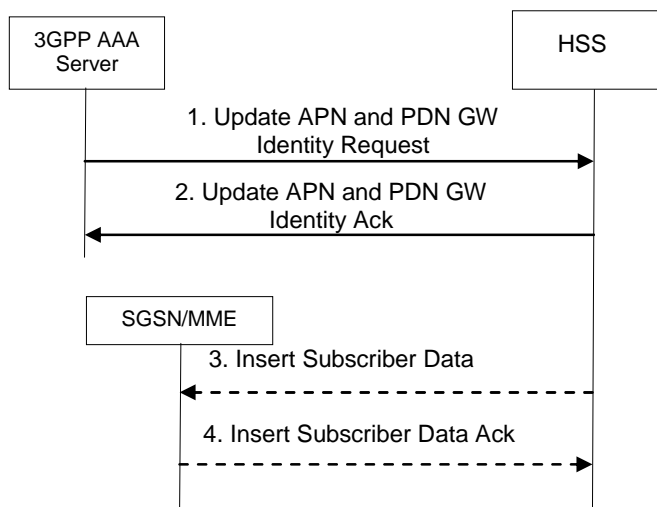 3GPP AAA
Server
HSS
1. Update APN and PDN GW
Identity Request
2. Update APN and PDN GW
Identity Ack
SGSN/MME
3. Insert Subscriber Data
4. Insert Subscriber Data Ack